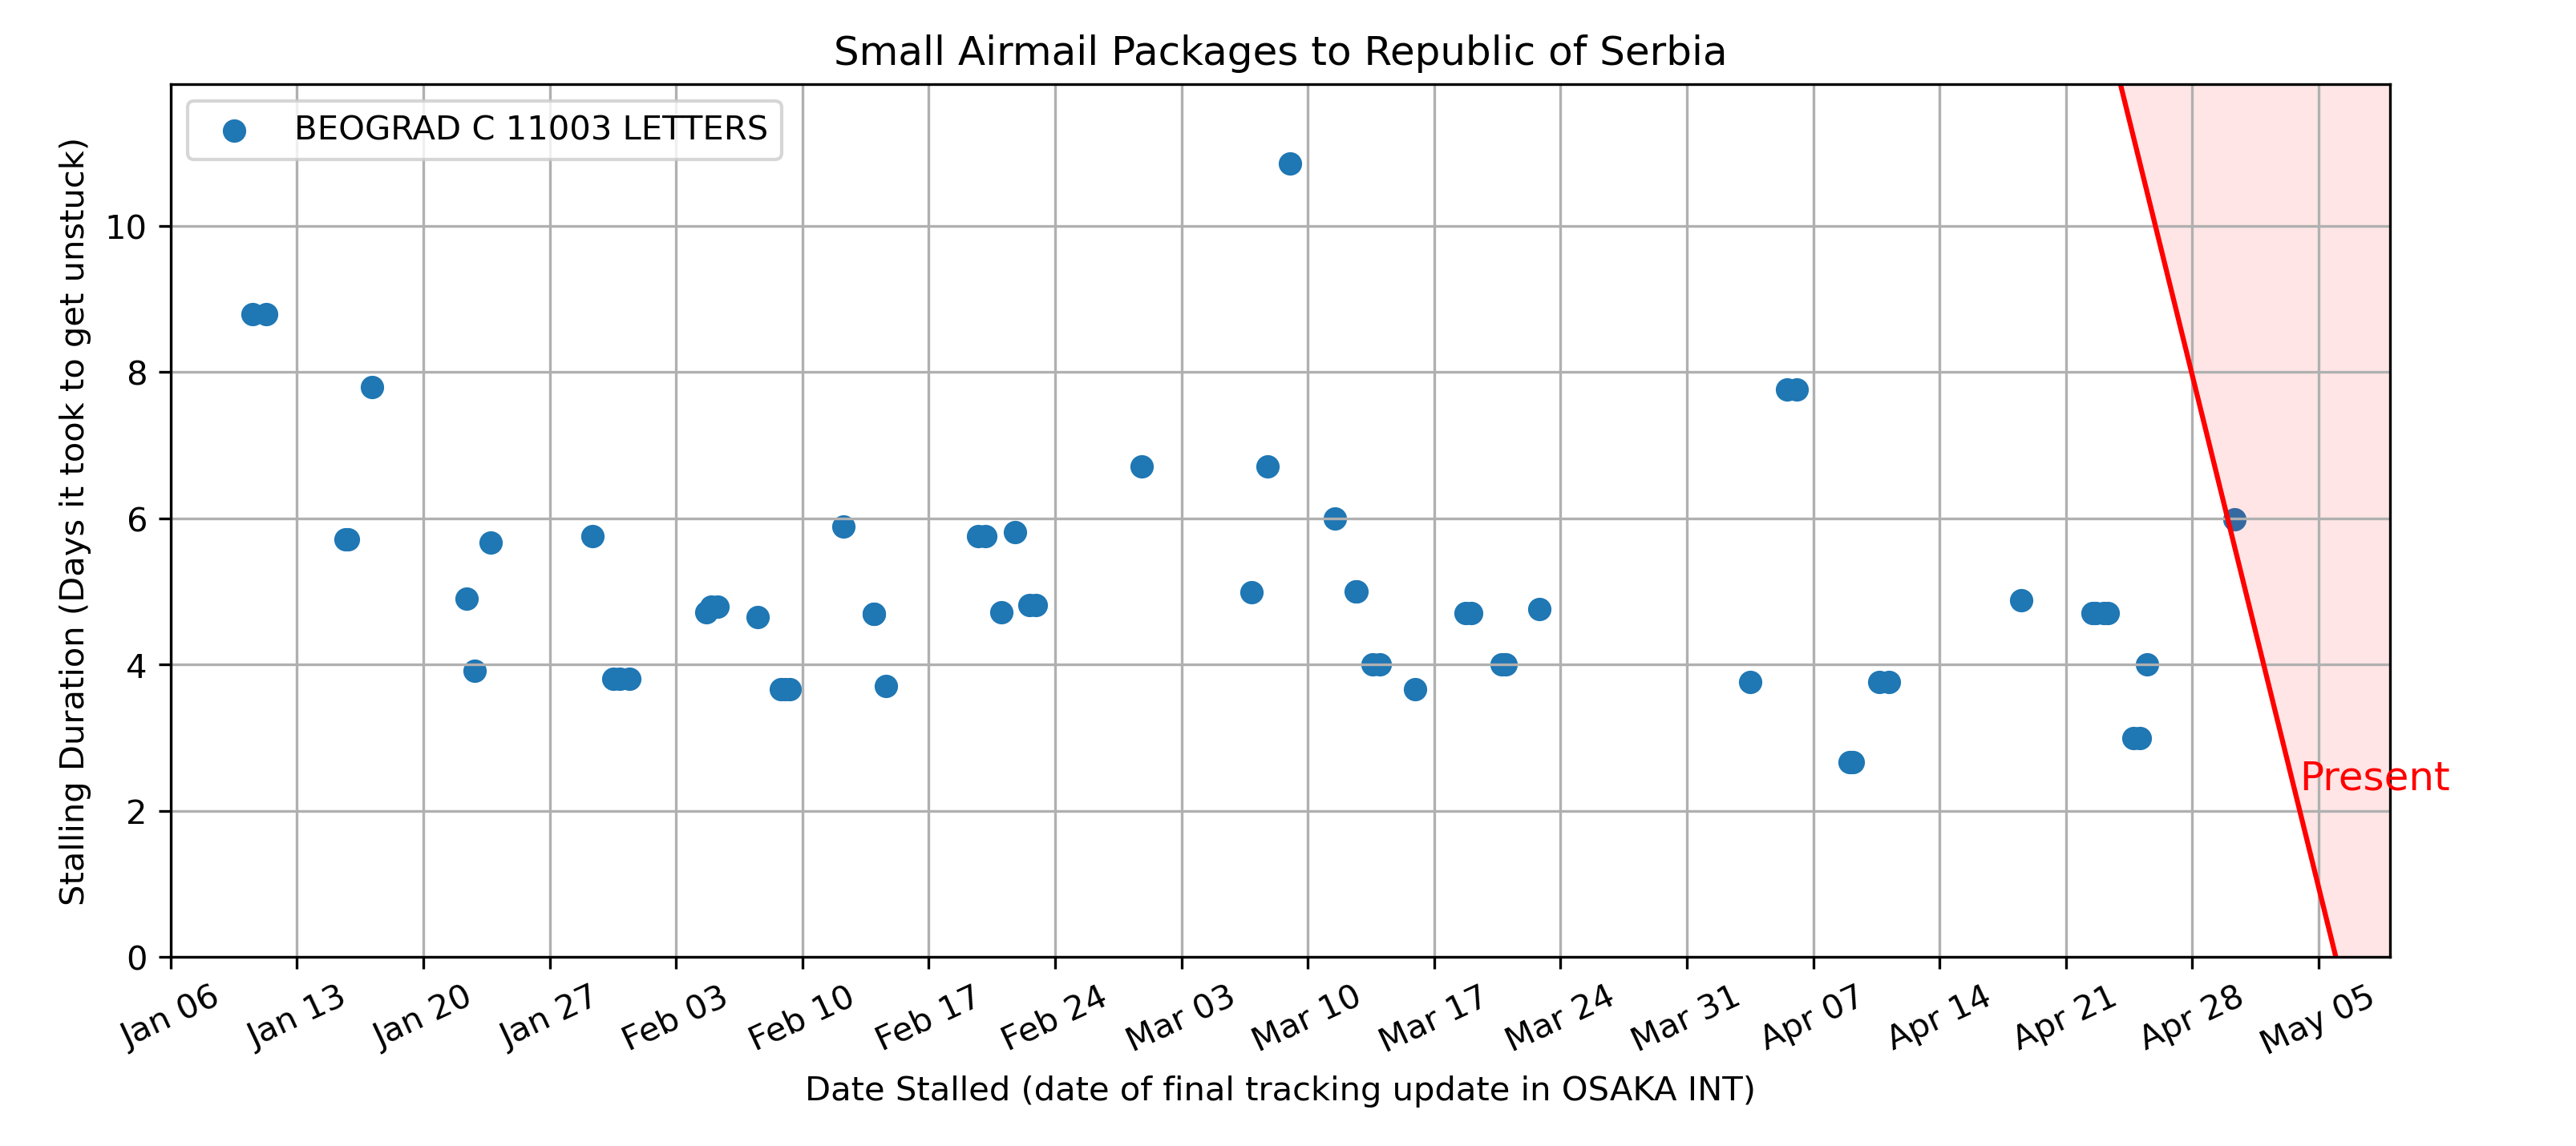 Small Airmail Packages to Republic of Serbia
BEOGRAD C 11003 LETTERS
Stalling Duration (Days it took to get unstuck)
10
8
6
4
2
0
Present
Jan 06 Jan 13 Jan 20 Jan 27 Feb 03 Feb 10 Feb 17 Feb 24 Mar 03 Mar 10 Mar 17 Mar 24 Mar 31 Apr 07 Apr 14 Apr 21 Apr 28 May 05
Date Stalled (date of final tracking update in OSAKA INT)